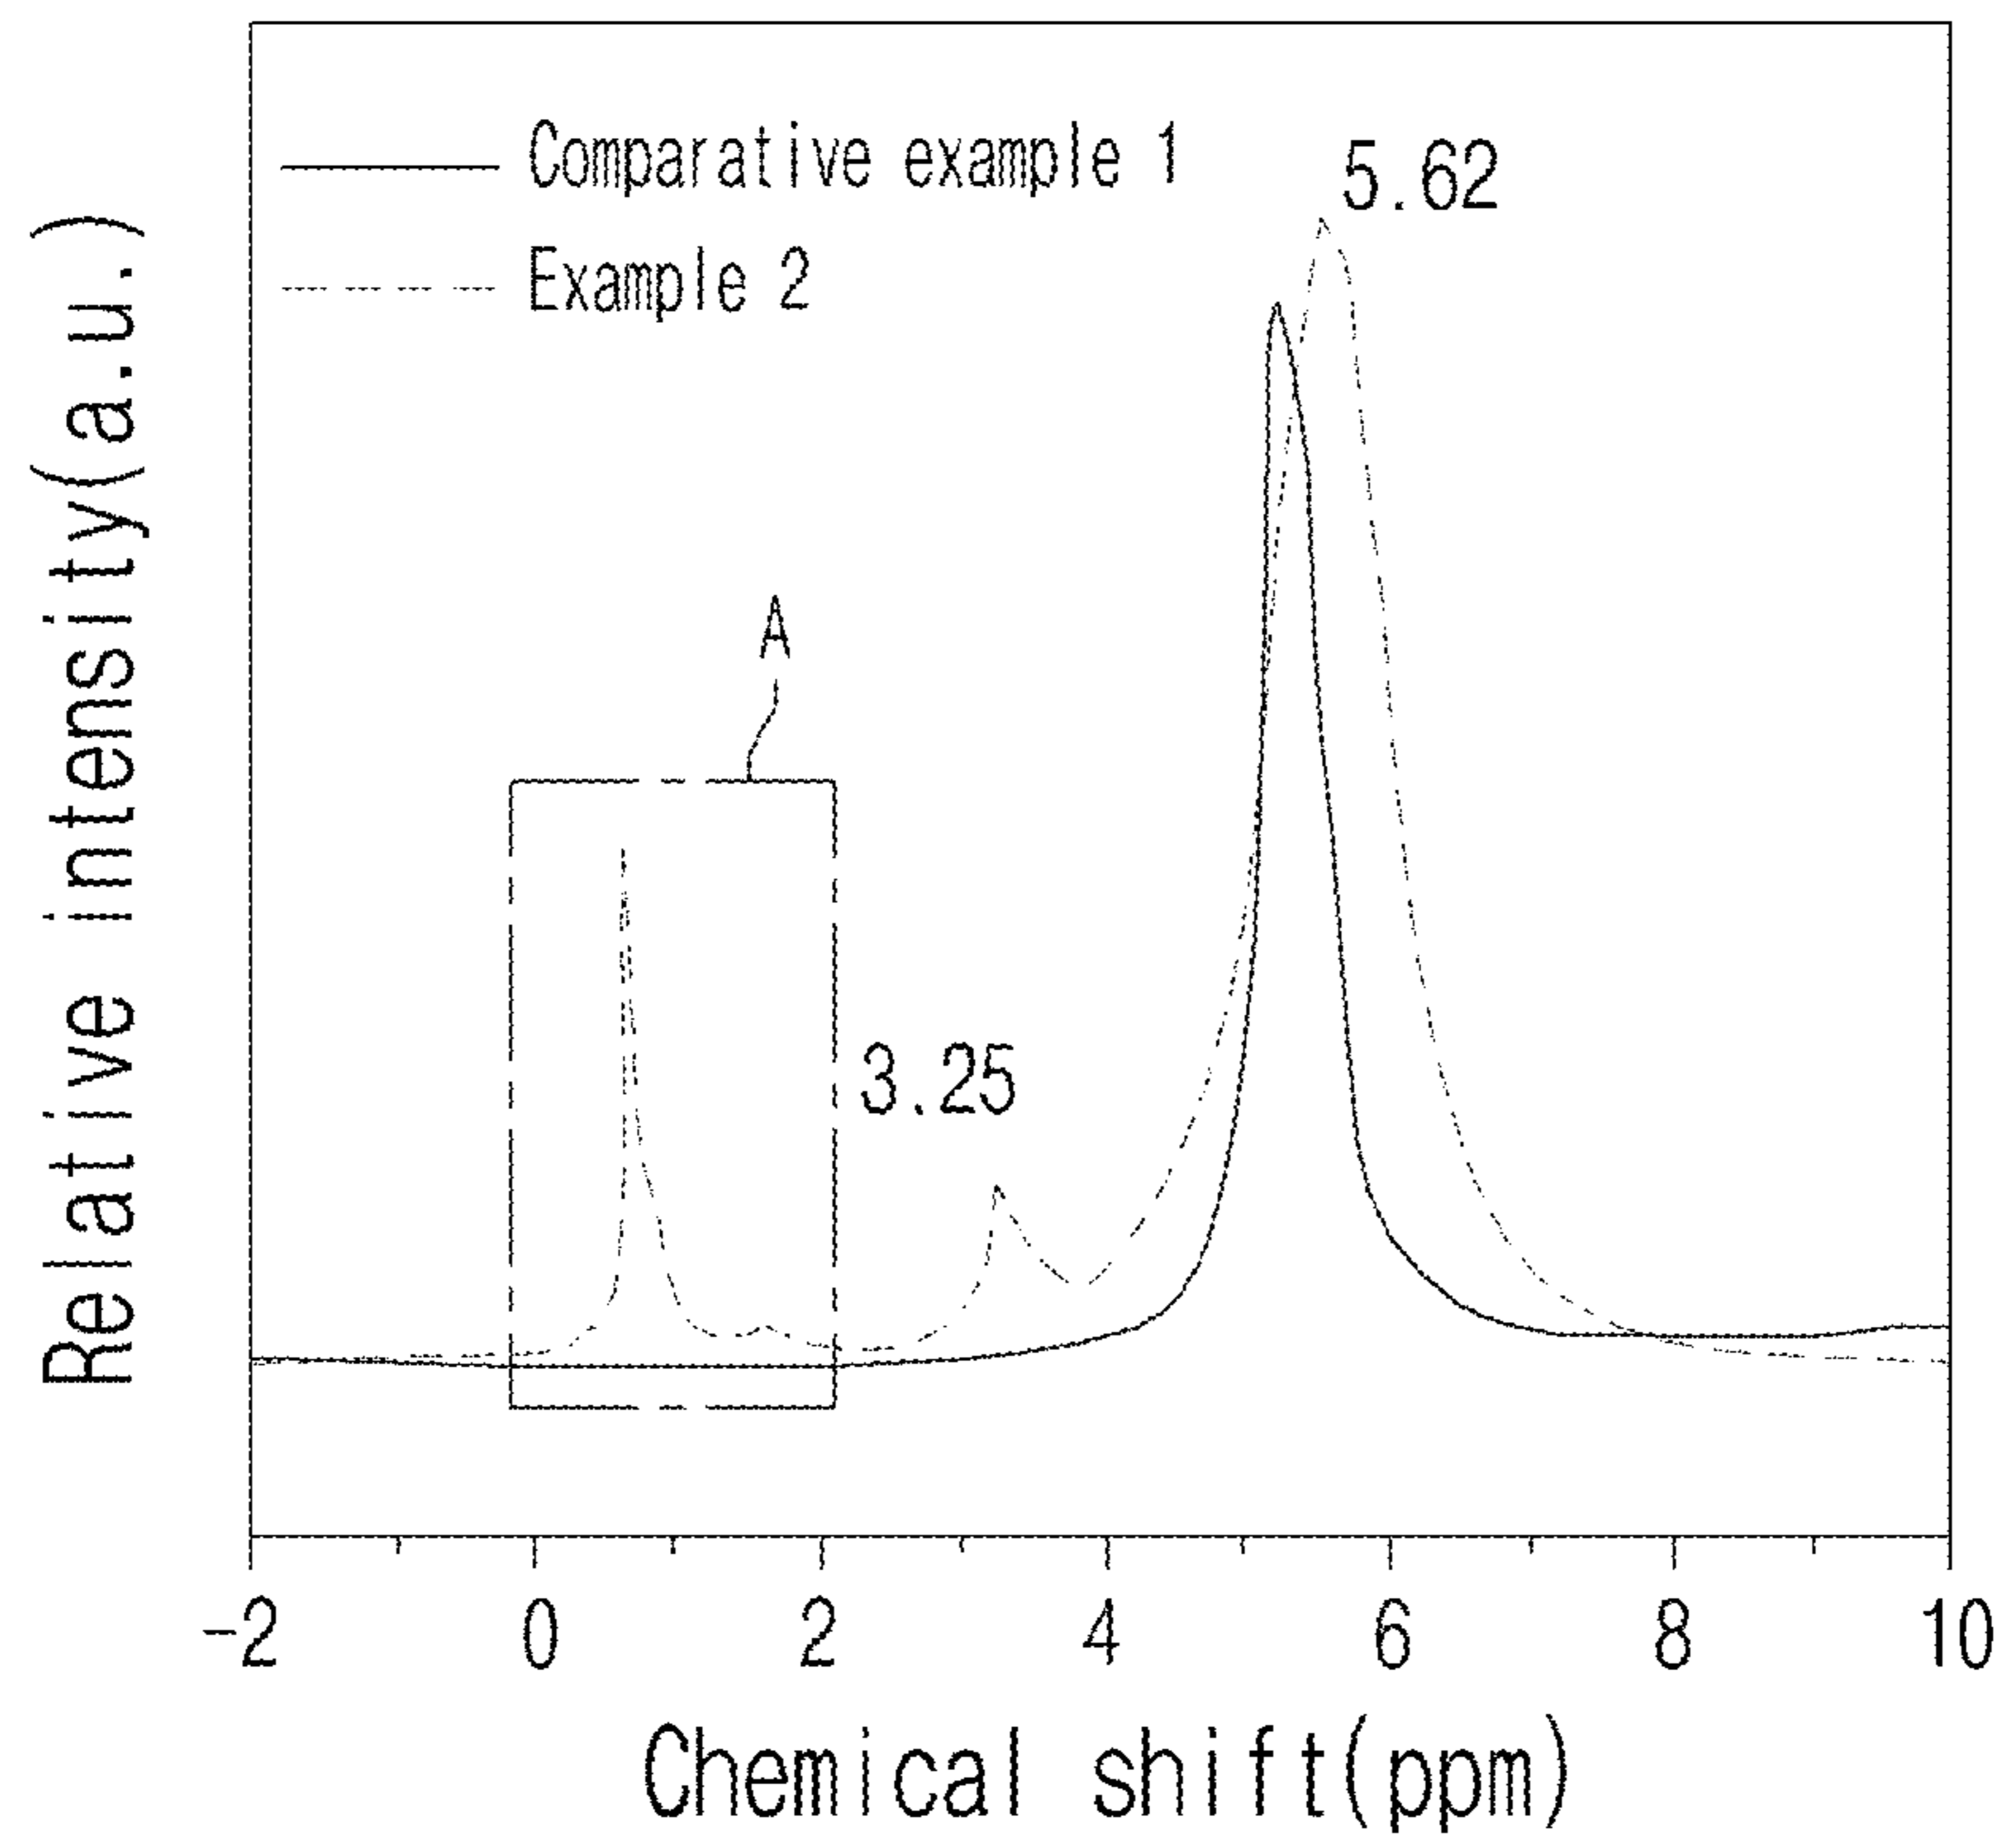 Comparative example 1
5.62
Example 2
Relative intensity(a.u.)
A
3.25
-2 0 2 4 6 8 10
Chemical shift(ppm)